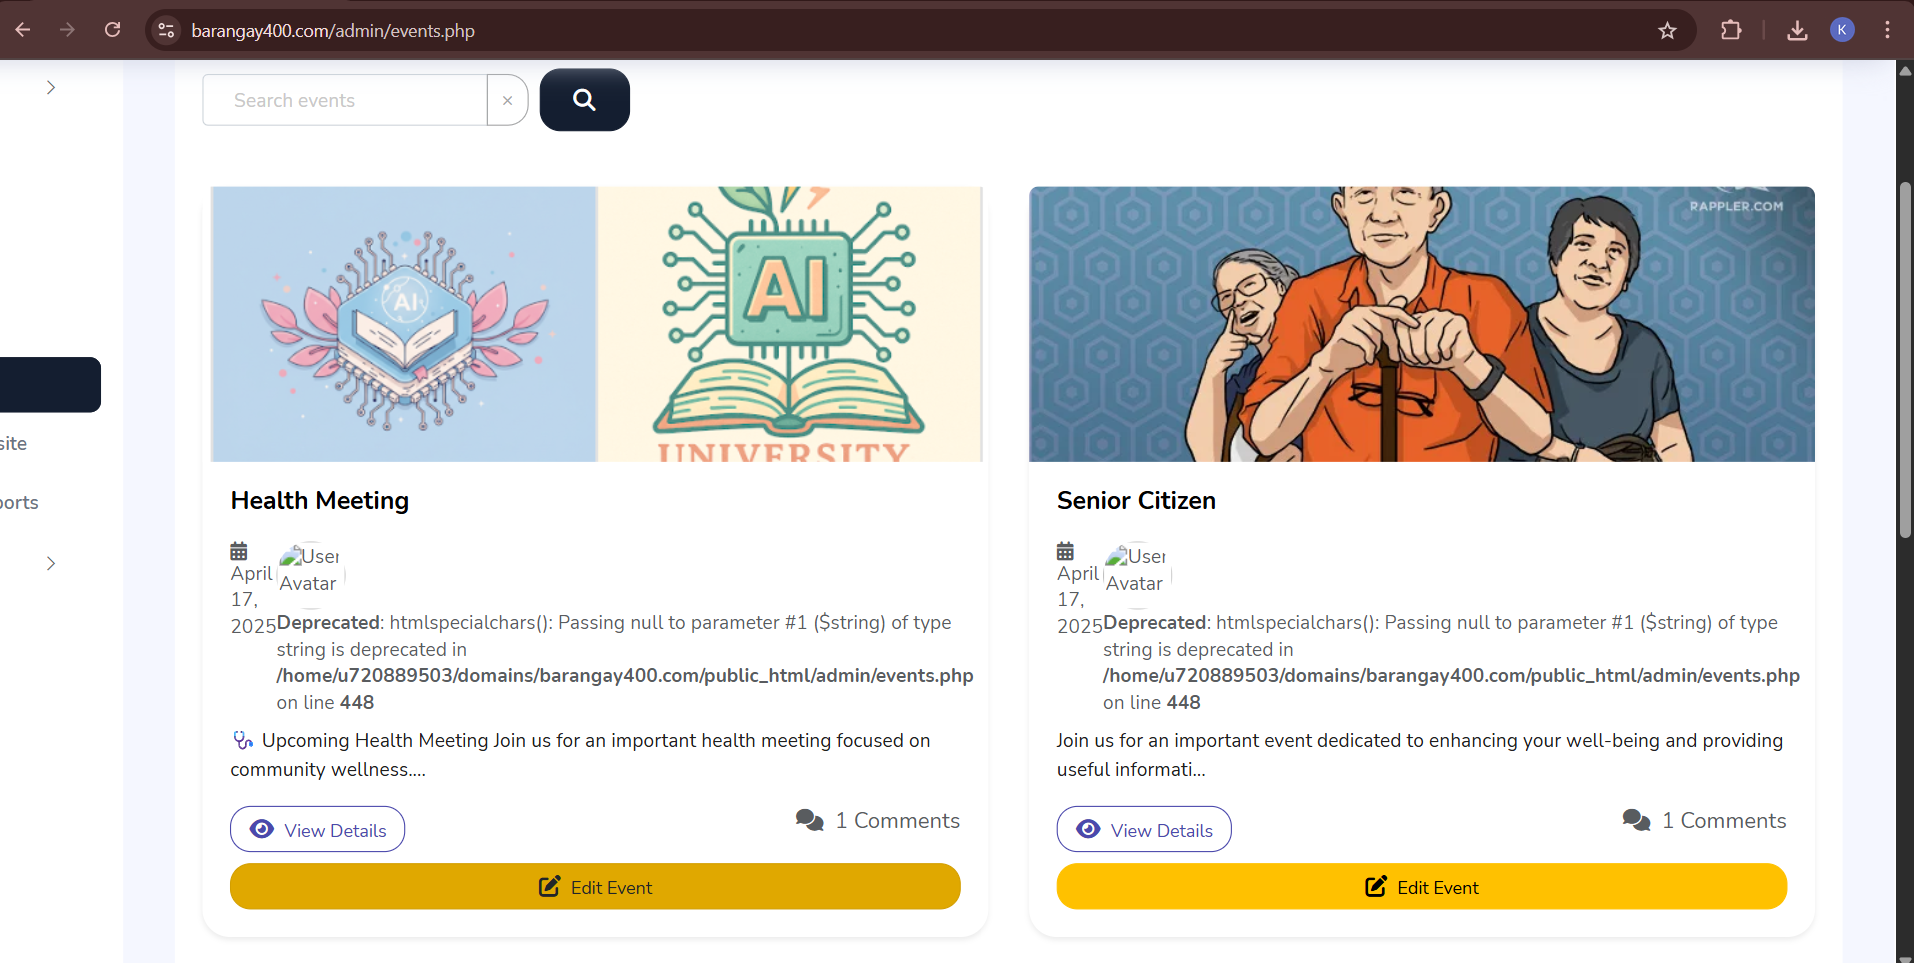 barangay400.com/admin/events.php
K
Search events
×
site
ports
AI
AI
UNIVERSITY
RAPPLER.COM
Health Meeting
April
17,
2025
User
Avatar
Deprecated: htmlspecialchars(): Passing null to parameter #1 ($string) of type
string is deprecated in
/home/u720889503/domains/barangay400.com/public_html/admin/events.php
on line 448
Upcoming Health Meeting Join us for an important health meeting focused on
community wellness....
View Details
1 Comments
Edit Event
Senior Citizen
April
17,
2025
User
Avatar
Deprecated: htmlspecialchars(): Passing null to parameter #1 ($string) of type
string is deprecated in
/home/u720889503/domains/barangay400.com/public_html/admin/events.php
on line 448
Join us for an important event dedicated to enhancing your well-being and providing
useful informati...
View Details
1 Comments
Edit Event